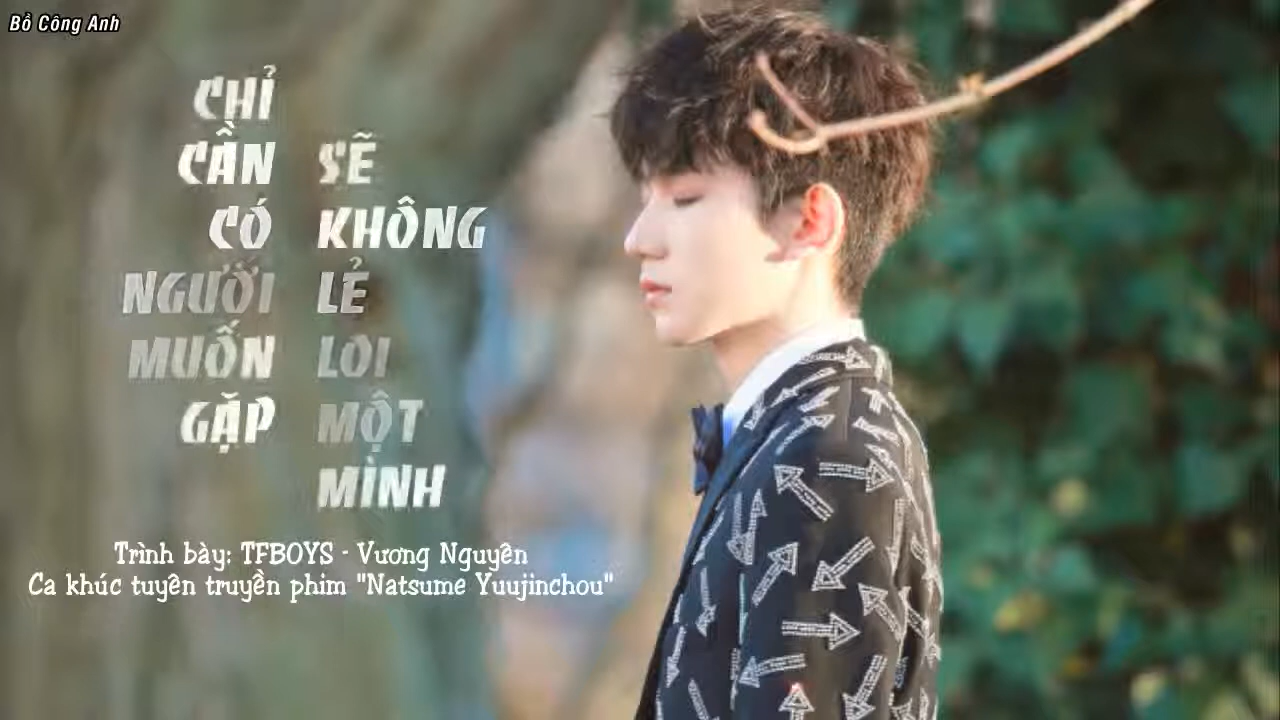 Bồ Công Anh
CHỈ
CẦN
CÓ
NGƯỜI
MUỐN
GẶP
SẼ
KHÔNG
LẺ
LOI
MỘT
MÌNH
Trình bày: TFBOYS - Vương Nguyên
Ca khúc tuyên truyền phim "Natsume Yuujinchou"